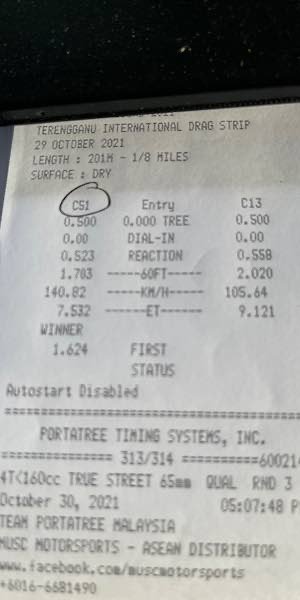 TERENGGANU INTERNATIONAL DRAG STRIP
29 OCTOBER 2021
LENGTH : 201M - 1/8 MILES
SURFACE : DRY
C51 Entry C13
0.500 0.000 TREE 0.500
0.00 DIAL-IN 0.00
0.523 REACTION 0.558
1.703 -----60FT----- 2.020
140.82 -----KM/H----- 105.64
7.532 ------ET------ 9.121
WINNER
1.624 FIRST
STATUS
Autostart Disabled
PORTATREE TIMING SYSTEMS, INC.
=============== 313/314 ==========600214
4T<160cc TRUE STREET 65mm QUAL RND 3
October 30, 2021 05:07:48 P
TEAM PORTATREE MALAYSIA
MUSC MOTORSPORTS - ASEAN DISTRIBUTOR
www.facebook.com/muscmotorsports
+6016-6681490